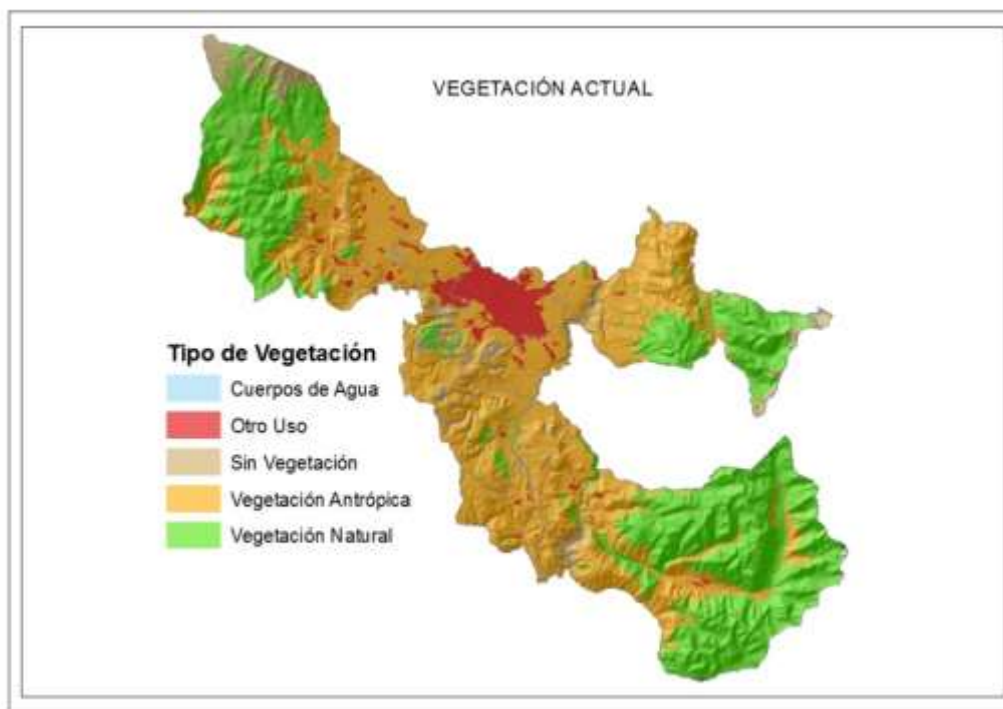 VEGETACIÓN ACTUAL
Tipo de Vegetación
Cuerpos de Agua
Otro Uso
Sin Vegetación
Vegetación Antrópica
Vegetación Natural